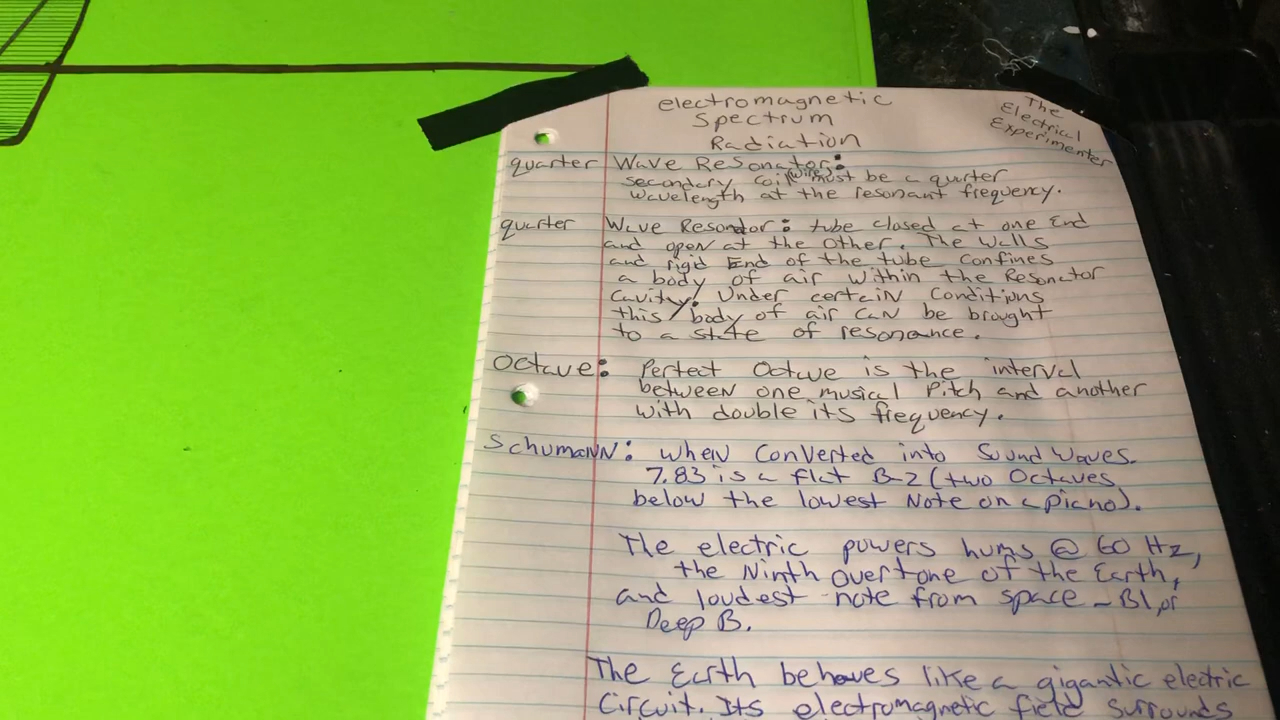 electromagnetic
Spectrum
Radiation
The
Electrical
Experimenter
quarter Wave Resonator:
secondary coil (wire) must be a quarter
wavelength at the resonant frequency.
quarter Wave Resonator: tube closed at one End
and open at the other. The walls
and rigid End of the tube confines
a body of air within the Resonator
Cavity! Under certain conditions
this body of air can be brought
to a state of resonance.
Octave: Perfect Octave is the interval
between one musical Pitch and another
with double its frequency.
Schumann: When converted into Sound Waves.
7.83 is a flat B-2 (two Octaves
below the lowest Note on a piano).
The electric powers hums @ 60 Hz,
the Ninth overtone of the Earth,
and loudest note from space - B1, or
Deep B.
The Earth behaves like a gigantic electric
Circuit. Its electromagnetic field surrounds